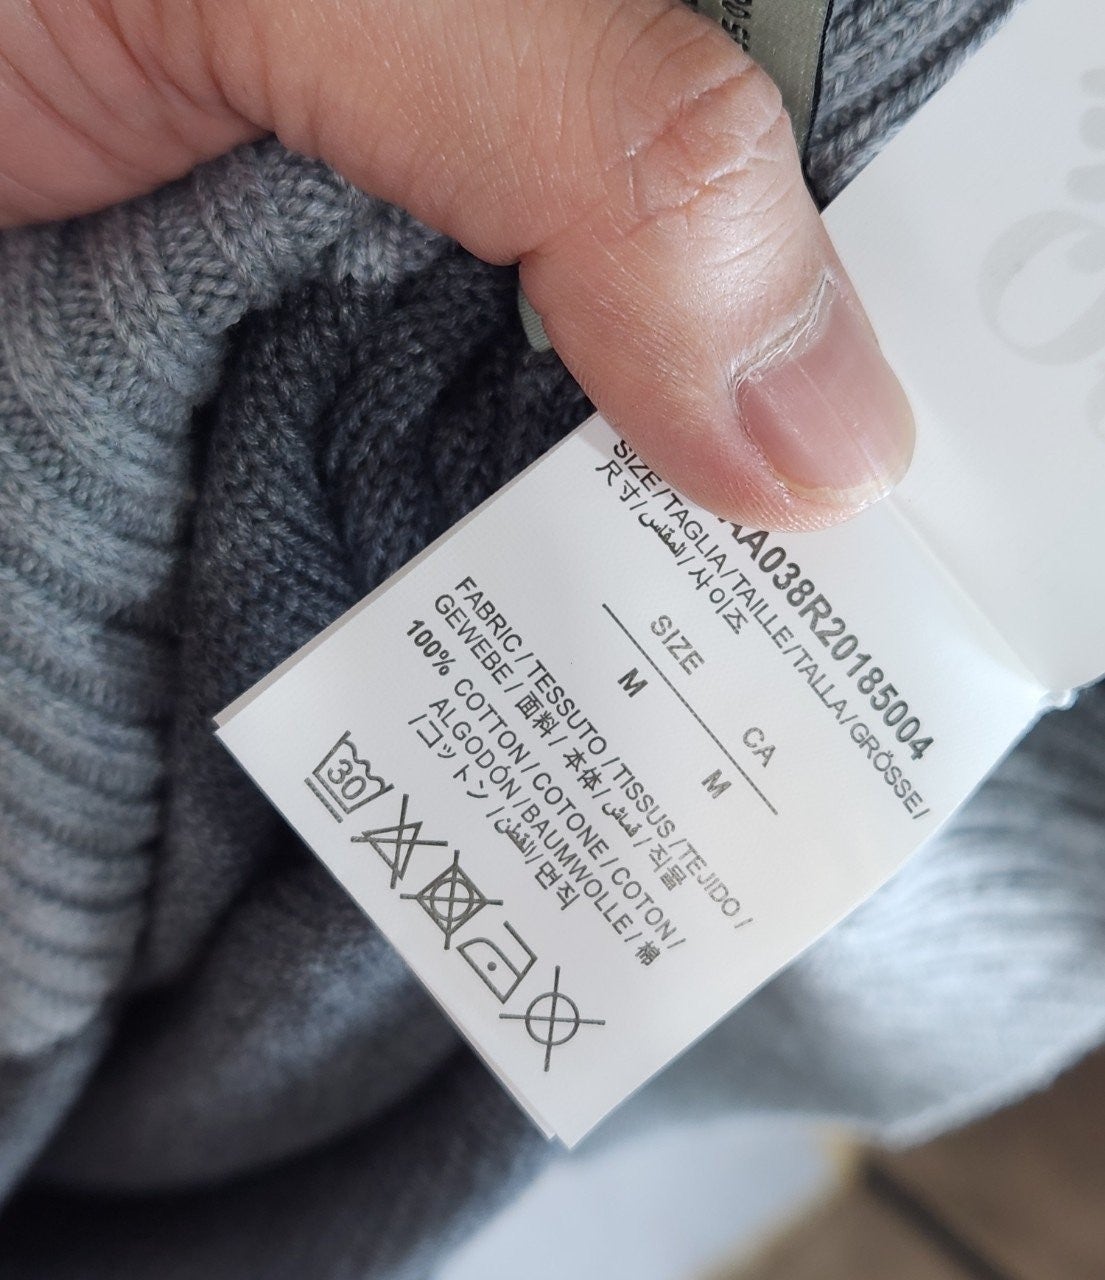 AA038R20185004
SIZE/TAGLIA/TAILLE/TALLA/GRÖSSE/
尺寸/المقاس/사이즈
SIZE CA
M M
FABRIC/TESSUTO/TISSUS/TEJIDO/
GEWEBE/面料/本体/قماش/직물
100% COTTON/COTONE/COTON/
ALGODÓN/BAUMWOLLE/棉
/コットン/القطن/면직
30